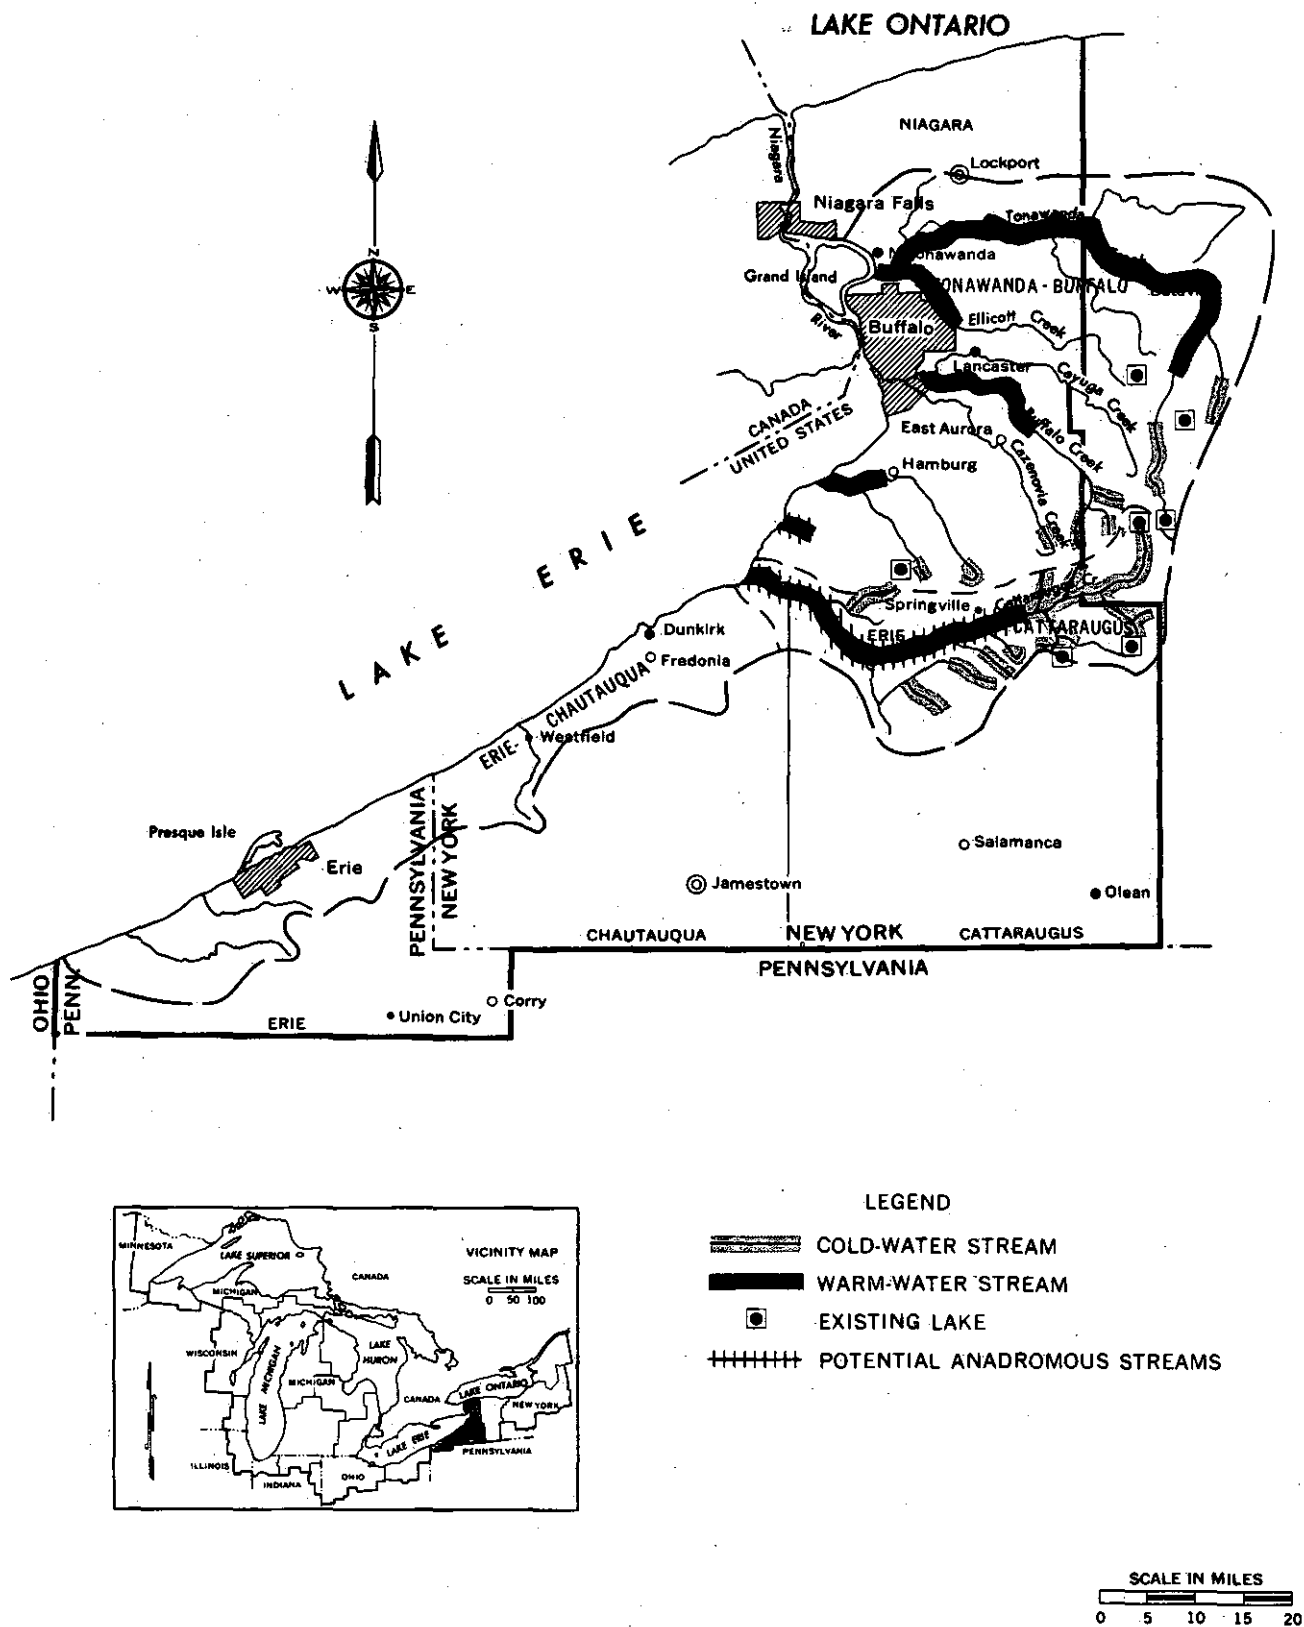 LAKE ONTARIO
NIAGARA
Niagara
Lockport
Niagara Falls
Tonawanda
N
W
E
S
Grand Island
TONAWANDA - BUFFALO
River
Buffalo
Ellicott Creek
Lancaster
Cayuga Creek
CANADA
UNITED STATES
East Aurora
Buffalo Creek
Cazenovia Creek
Hamburg
LAKE ERIE
Springville
Cattaraugus Cr
Dunkirk
ERIE
CATTARAUGUS
Fredonia
ERIE-CHAUTAUQUA
Westfield
PENNSYLVANIA
NEW YORK
Presque Isle
Erie
Salamanca
Jamestown
Olean
CHAUTAUQUA
NEW YORK
CATTARAUGUS
PENNSYLVANIA
OHIO
PENN
Corry
Union City
ERIE
LEGEND
COLD-WATER STREAM
WARM-WATER STREAM
EXISTING LAKE
POTENTIAL ANADROMOUS STREAMS
MINNESOTA
LAKE SUPERIOR
VICINITY MAP
CANADA
SCALE IN MILES
0 50 100
MICHIGAN
WISCONSIN
LAKE MICHIGAN
LAKE HURON
MICHIGAN
CANADA
LAKE ONTARIO
NEW YORK
LAKE ERIE
PENNSYLVANIA
ILLINOIS
INDIANA
OHIO
SCALE IN MILES
0 5 10 15 20